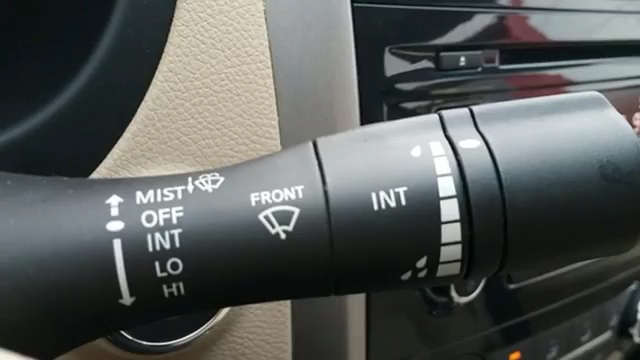 MIST
OFF
INT
LO
HI
FRONT
INT